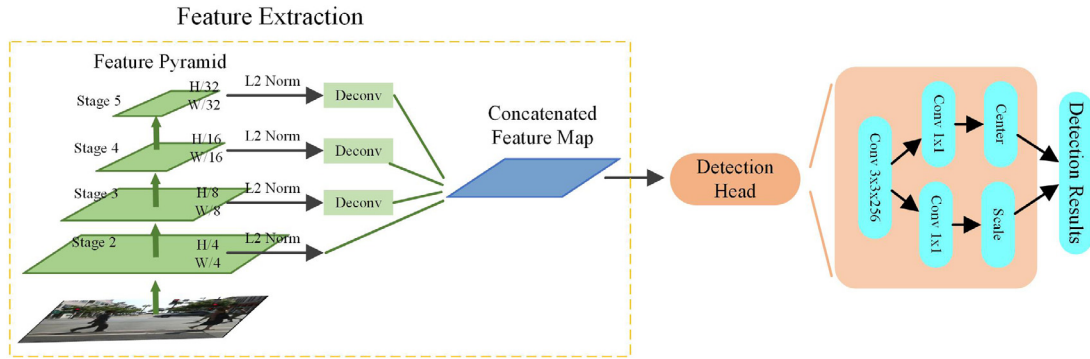 Feature Extraction
Feature Pyramid
Stage 5
H/32
W/32
L2 Norm
Deconv
Stage 4
H/16
W/16
L2 Norm
Deconv
Stage 3
H/8
W/8
L2 Norm
Deconv
Stage 2
H/4
W/4
L2 Norm
Concatenated
Feature Map
Detection
Head
Conv 3x3x256
Conv 1x1
Center
Conv 1x1
Scale
Detection Results